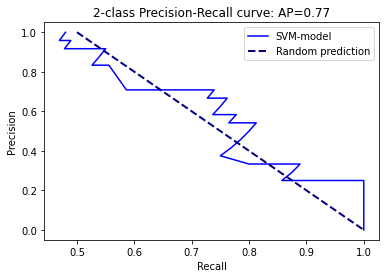 2-class Precision-Recall curve: AP=0.77
SVM-model
Random prediction
Precision
1.0
0.8
0.6
0.4
0.2
0.0
0.5 0.6 0.7 0.8 0.9 1.0
Recall